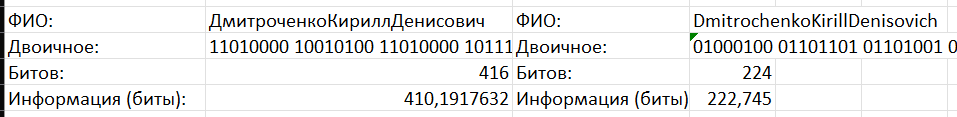 ФИО: ДмитроченкоКириллДенисович ФИО: DmitrochenkoKirillDenisovich
Двоичное: 11010000 10010100 11010000 10111 Двоичное: 01000100 01101101 01101001 0
Битов: 416 Битов: 224
Информация (биты): 410,1917632 Информация (биты) 222,745